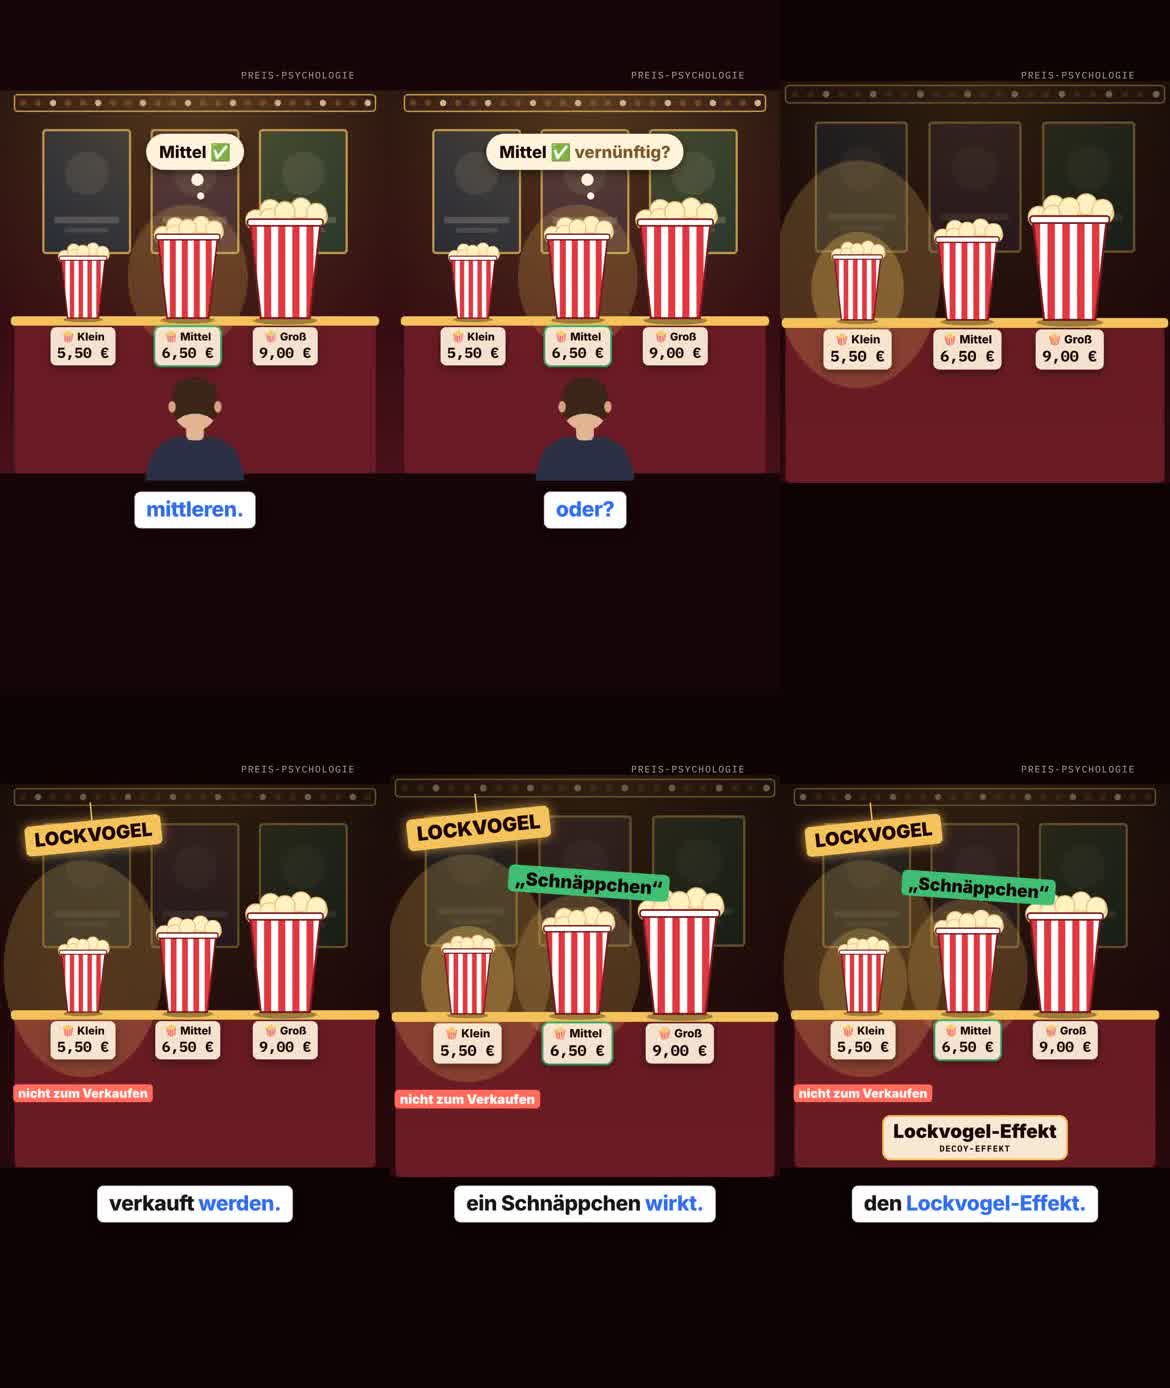 PREIS-PSYCHOLOGIE
Mittel ✅
🍿 Klein
5,50 €
🍿 Mittel
6,50 €
🍿 Groß
9,00 €
mittleren.
PREIS-PSYCHOLOGIE
Mittel ✅ vernünftig?
🍿 Klein
5,50 €
🍿 Mittel
6,50 €
🍿 Groß
9,00 €
oder?
PREIS-PSYCHOLOGIE
🍿 Klein
5,50 €
🍿 Mittel
6,50 €
🍿 Groß
9,00 €
PREIS-PSYCHOLOGIE
LOCKVOGEL
🍿 Klein
5,50 €
🍿 Mittel
6,50 €
🍿 Groß
9,00 €
nicht zum Verkaufen
verkauft werden.
PREIS-PSYCHOLOGIE
LOCKVOGEL
„Schnäppchen“
🍿 Klein
5,50 €
🍿 Mittel
6,50 €
🍿 Groß
9,00 €
nicht zum Verkaufen
ein Schnäppchen wirkt.
PREIS-PSYCHOLOGIE
LOCKVOGEL
„Schnäppchen“
🍿 Klein
5,50 €
🍿 Mittel
6,50 €
🍿 Groß
9,00 €
nicht zum Verkaufen
Lockvogel-Effekt
DECOY-EFFEKT
den Lockvogel-Effekt.